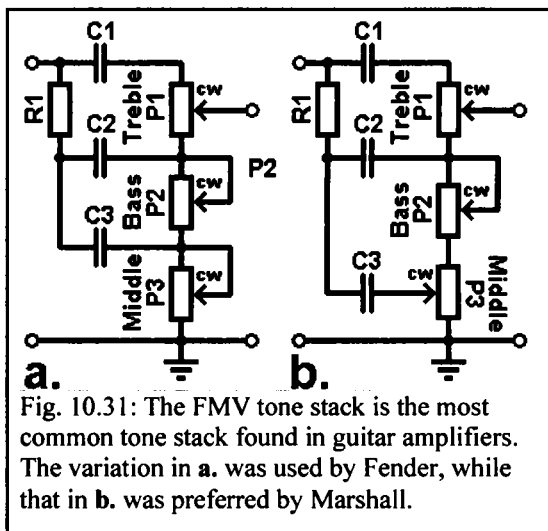 C1
cw
R1
Treble
P1
C2
P2
cw
Bass
P2
C3
cw
Middle
P3
a.
C1
cw
R1
Treble
P1
C2
cw
Bass
P2
C3
cw
Middle
P3
b.
Fig. 10.31: The FMV tone stack is the most
common tone stack found in guitar amplifiers.
The variation in a. was used by Fender, while
that in b. was preferred by Marshall.